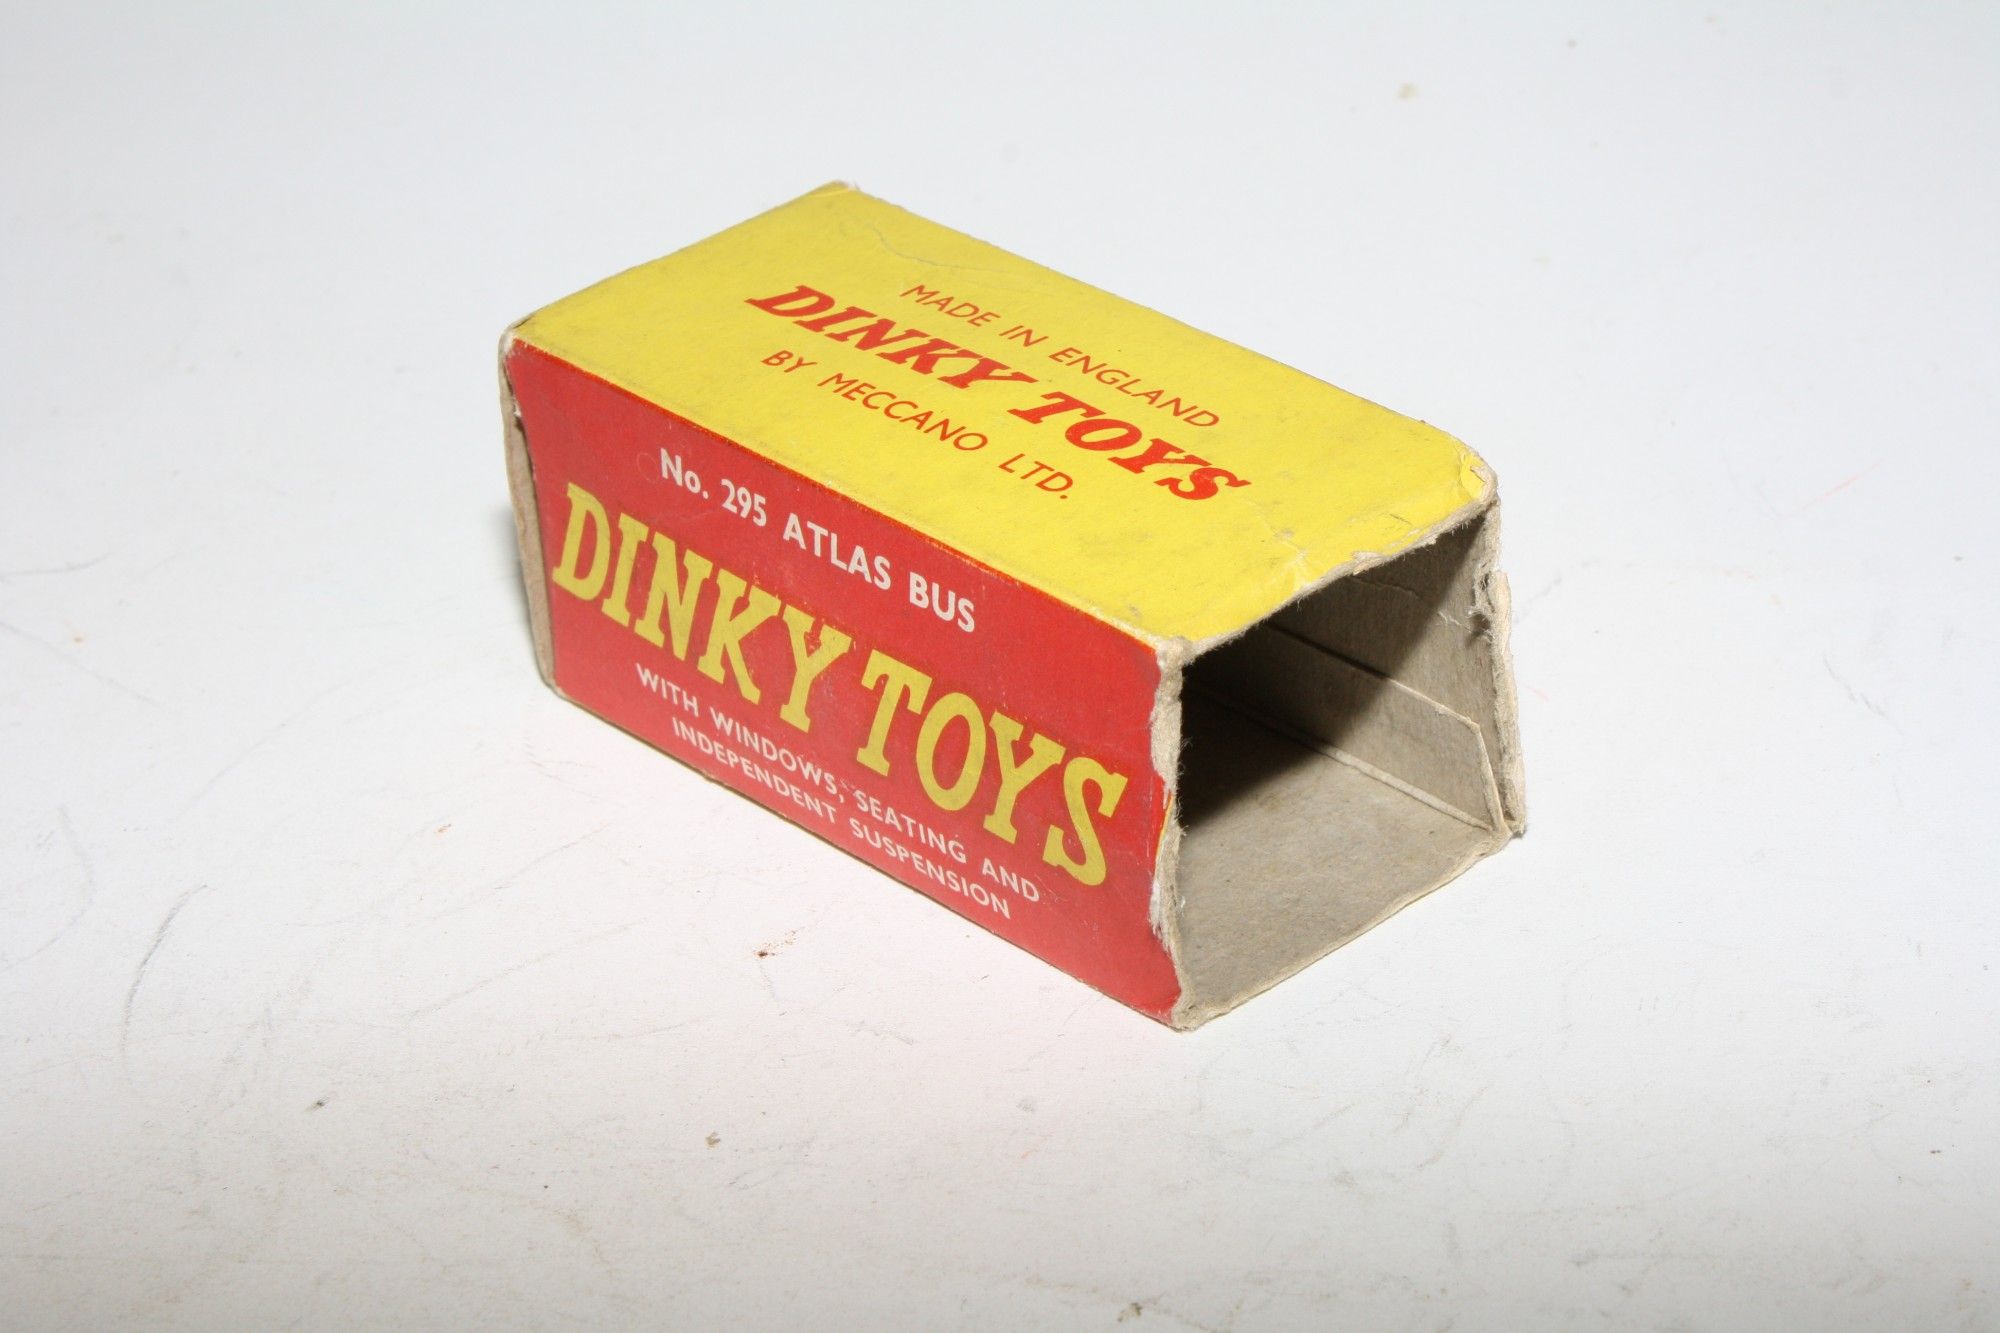 MADE IN ENGLAND
DINKY TOYS
BY MECCANO LTD.
No. 295 ATLAS BUS
DINKY TOYS
WITH WINDOWS, SEATING AND
INDEPENDENT SUSPENSION